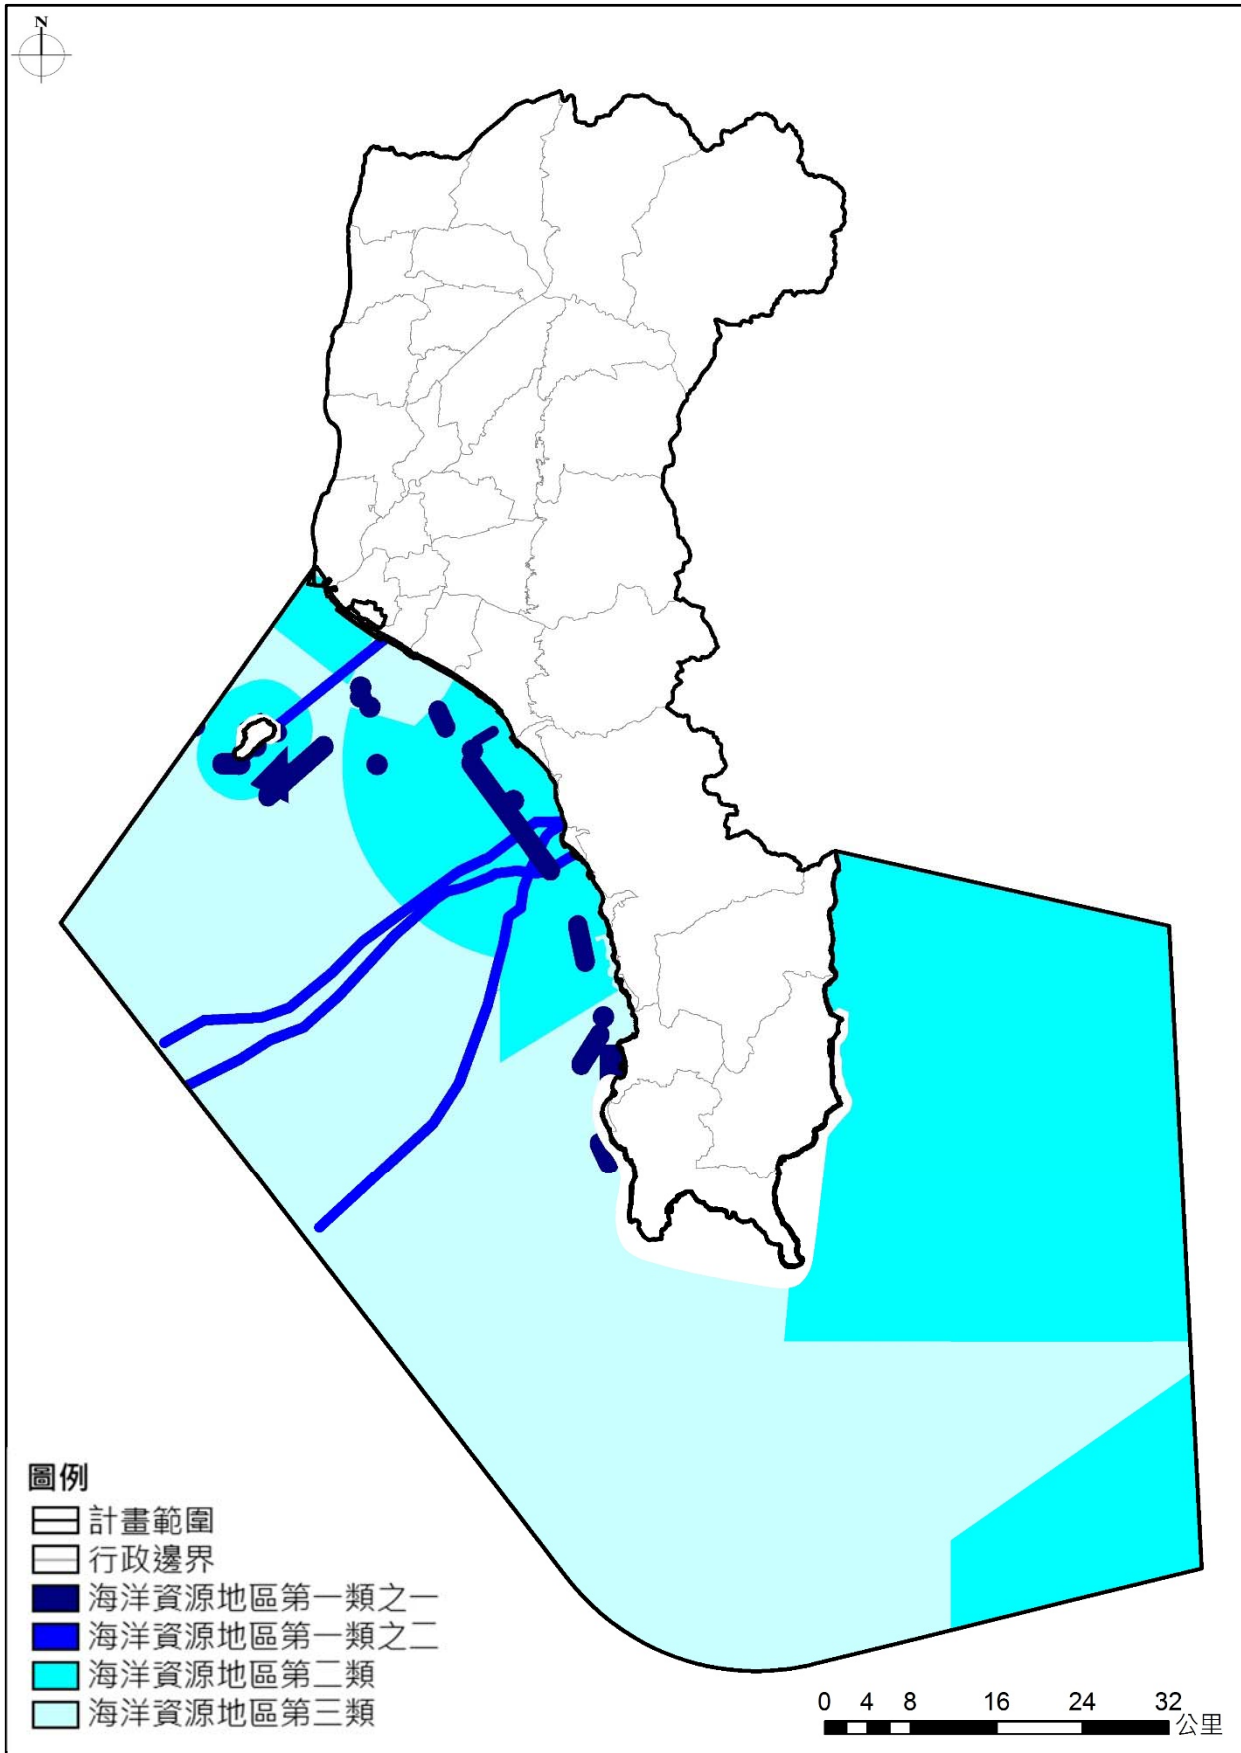 N
圖例
計畫範圍
行政邊界
海洋資源地區第一類之一
海洋資源地區第一類之二
海洋資源地區第二類
海洋資源地區第三類
0 4 8 16 24 32
公里